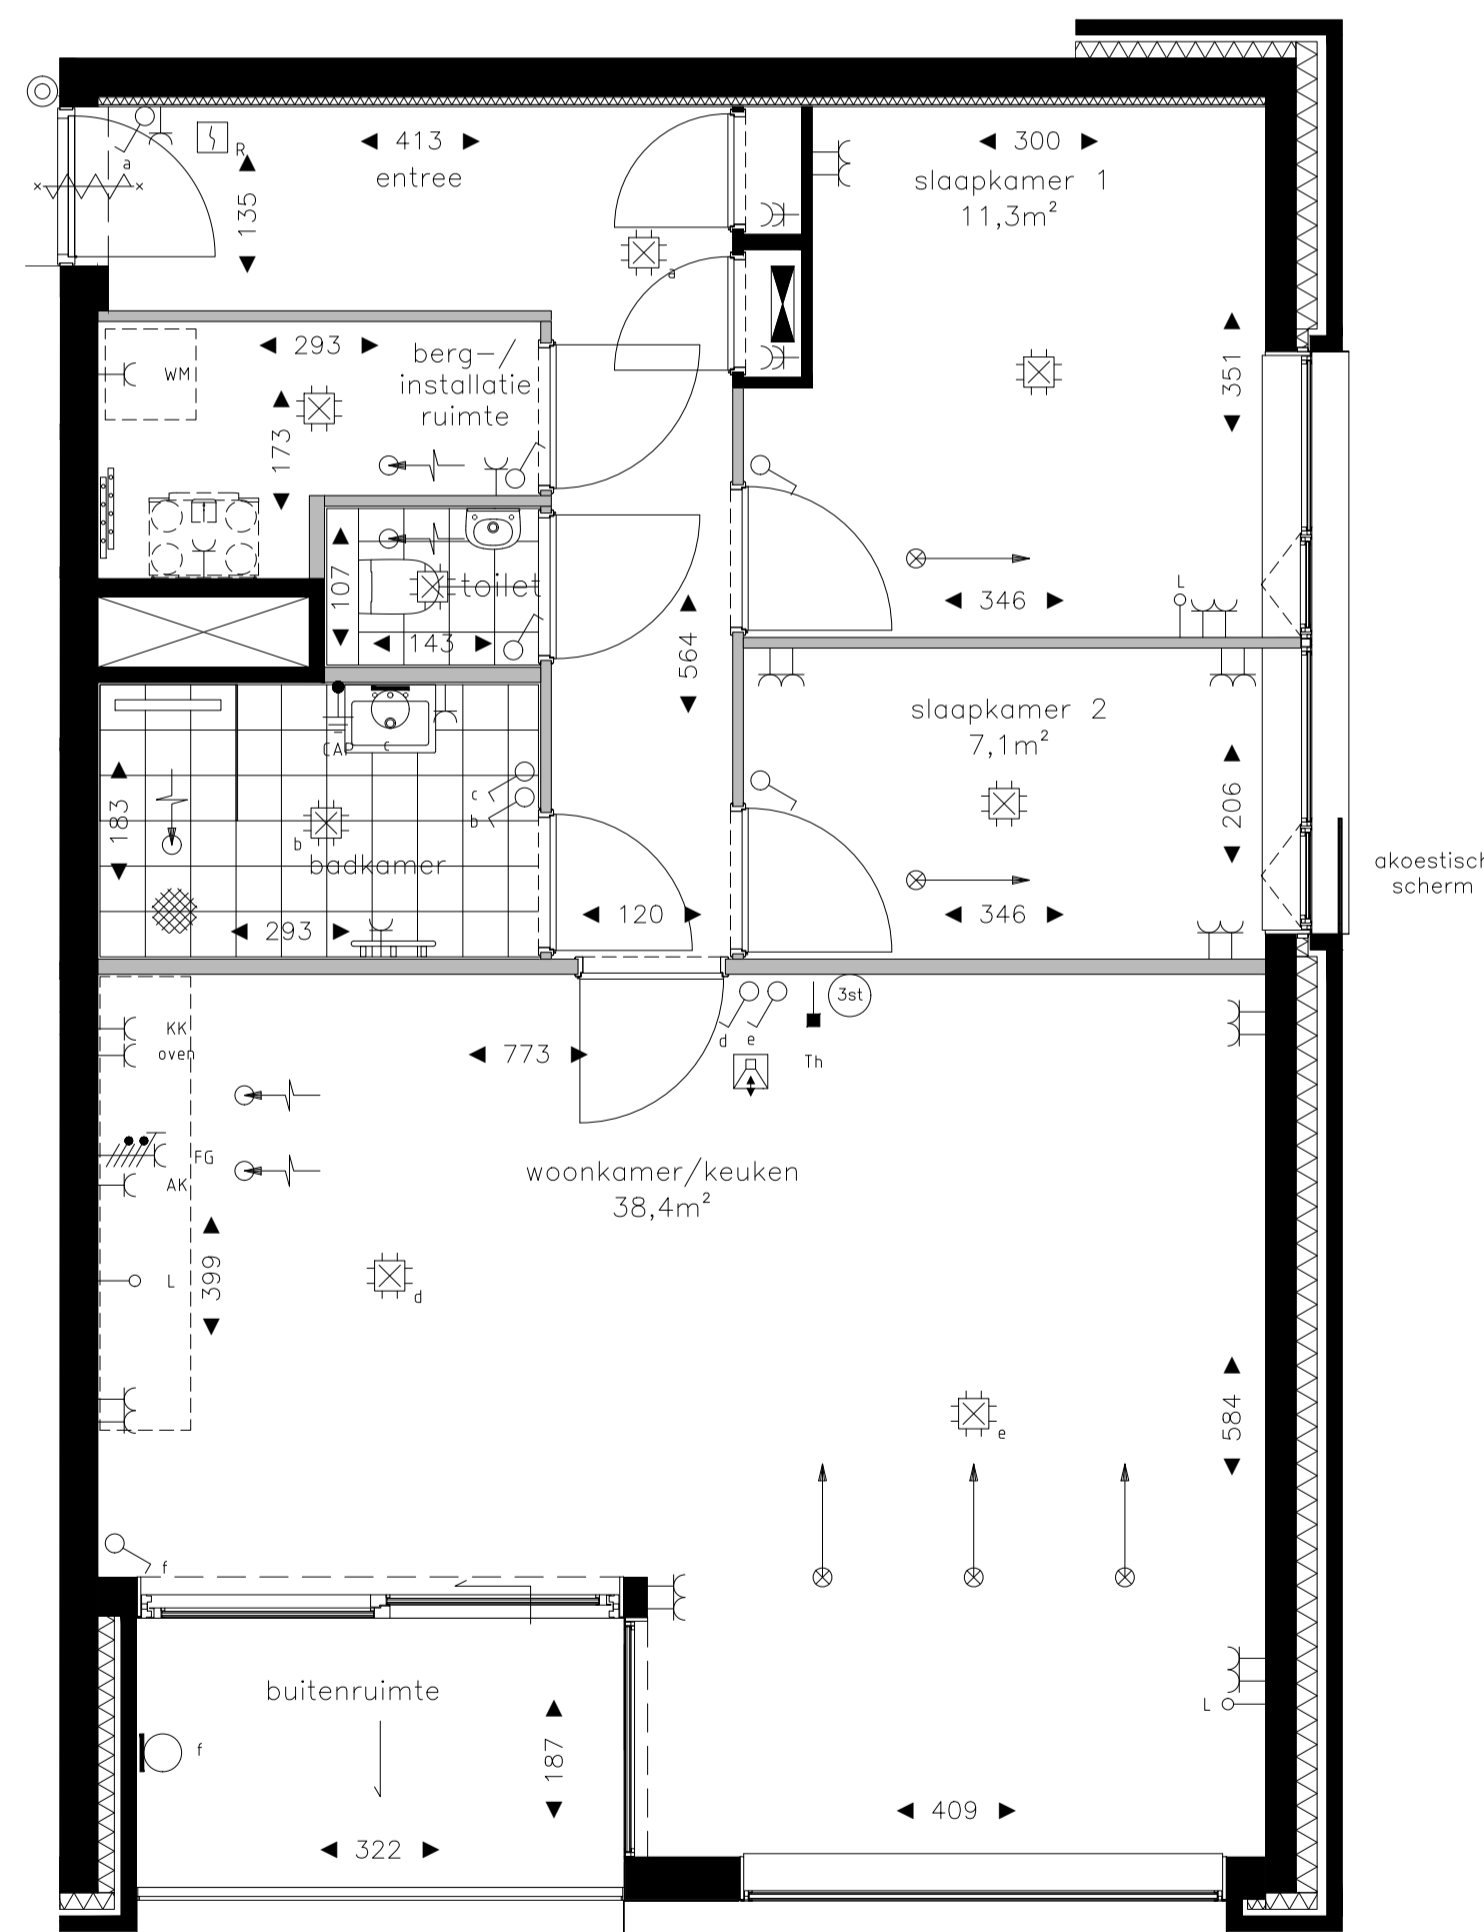 a
R
413
entree
135
a
300
slaapkamer 1
11,3m²
293
berg-/
installatie
ruimte
WM
173
351
107
toilet
143
564
346
L
CAP
c
183
c
b
b
badkamer
293
120
slaapkamer 2
7,1m²
206
346
akoestisch
scherm
KK
oven
773
d
e
3st
Th
FG
AK
woonkamer/keuken
38,4m²
399
L
d
e
584
f
buitenruimte
f
187
322
L
409